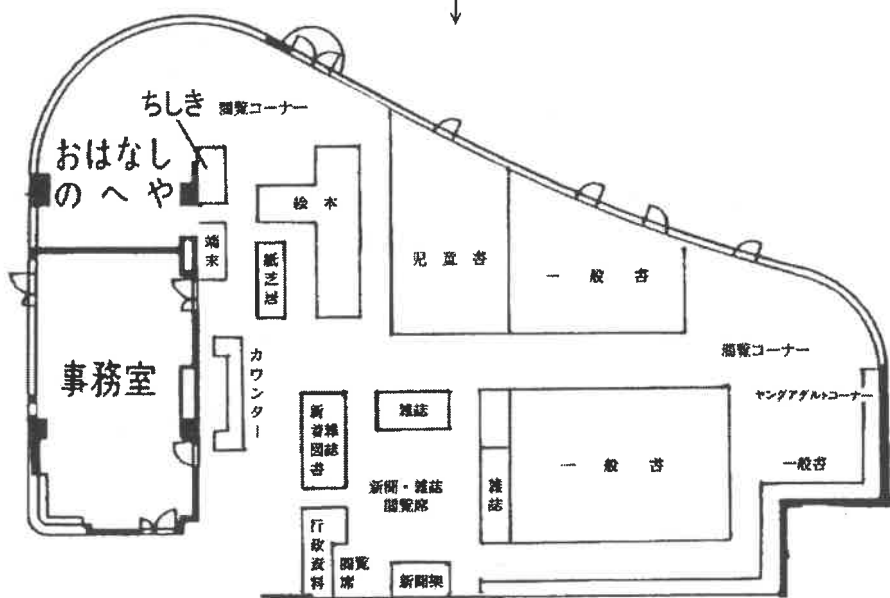 ちしき
閲覧コーナー
おはなし
のへや
絵本
端末
紙芝居
児童書
一般書
閲覧コーナー
事務室
カウンター
ヤングアダルトコーナー
新着図書
雑誌
雑誌
一般書
一般書
新聞・雑誌
閲覧席
雑誌
行政資料
閲覧席
新聞架